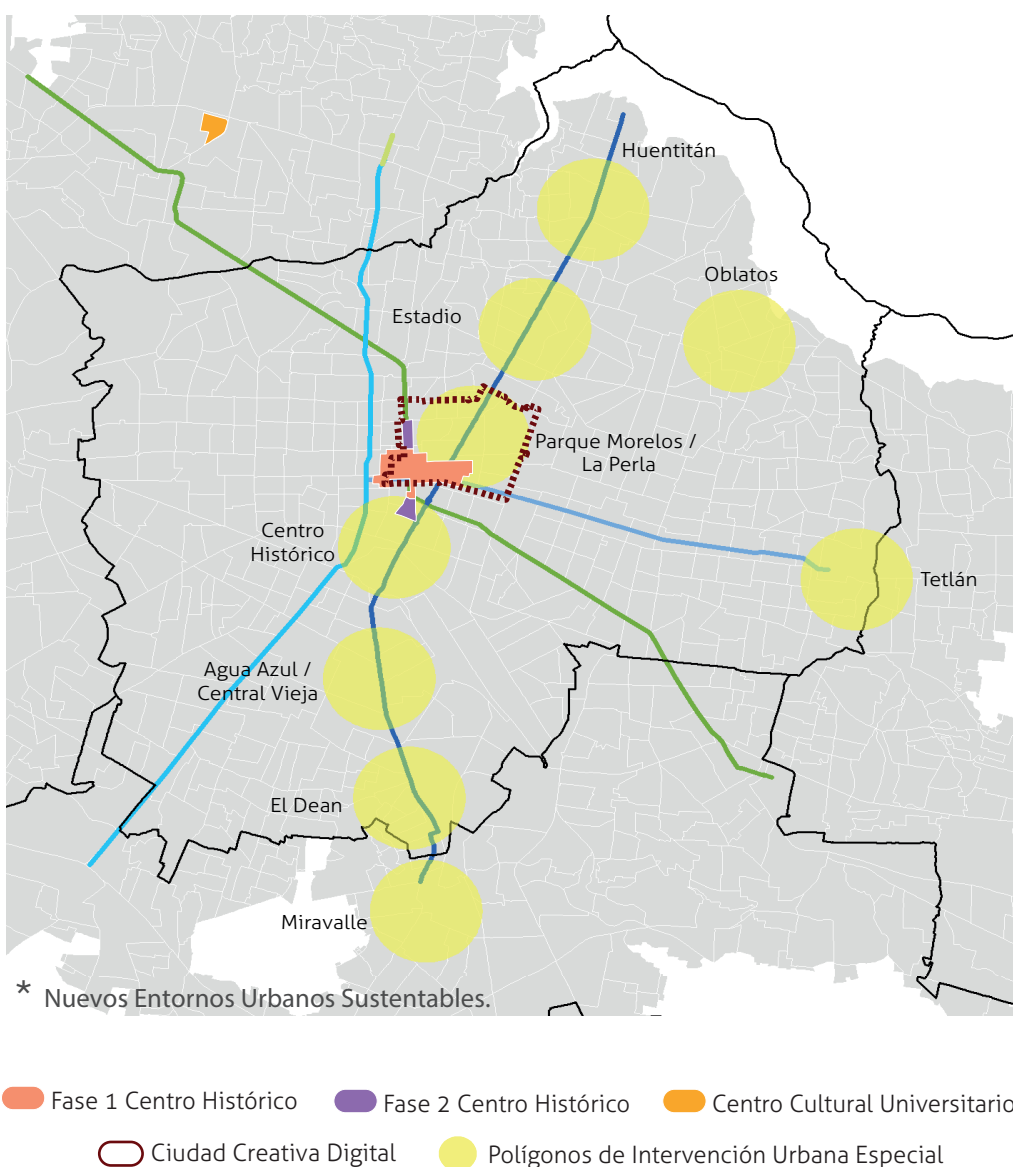 Huentitán
Oblatos
Estadio
Parque Morelos /
La Perla
Centro
Histórico
Tetlán
Agua Azul /
Central Vieja
El Dean
Miravalle
* Nuevos Entornos Urbanos Sustentables.
Fase 1 Centro Histórico
Fase 2 Centro Histórico
Centro Cultural Universitario
Ciudad Creativa Digital
Polígonos de Intervención Urbana Especial